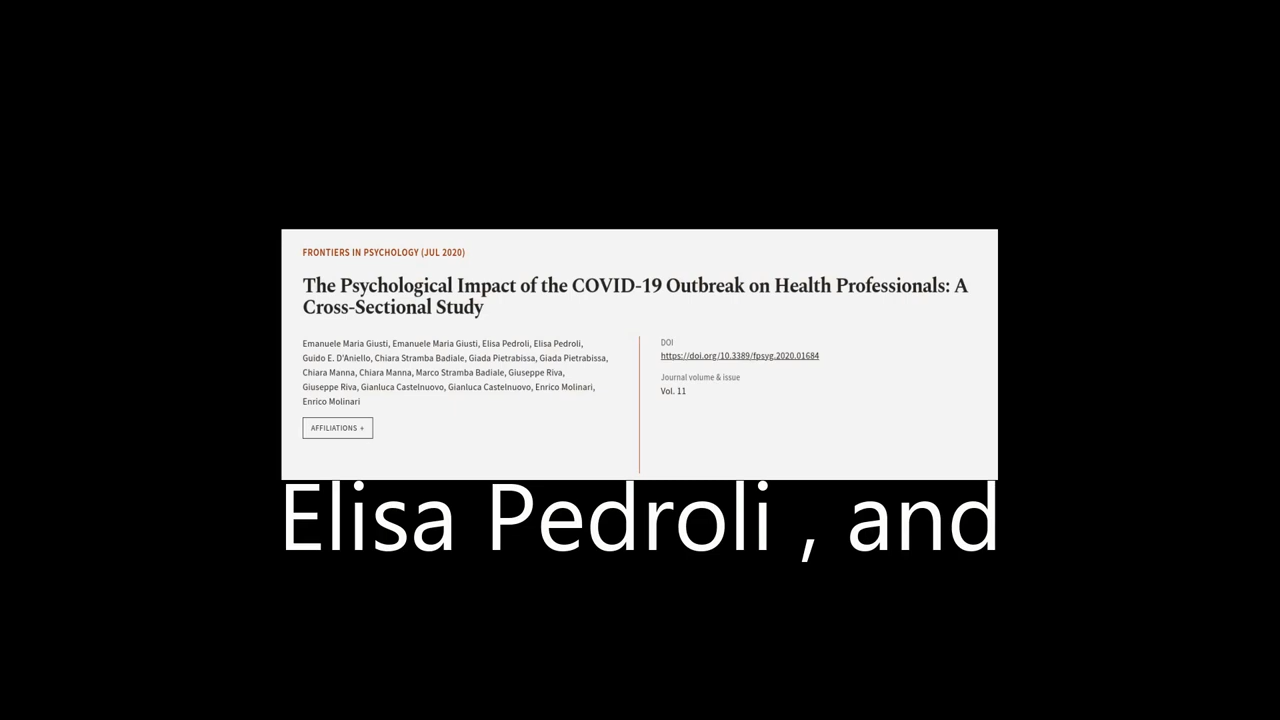 FRONTIERS IN PSYCHOLOGY (JUL 2020)
The Psychological Impact of the COVID-19 Outbreak on Health Professionals: A
Cross-Sectional Study
Emanuele Maria Giusti, Emanuele Maria Giusti, Elisa Pedroli, Elisa Pedroli,
Guido E. D'Aniello, Chiara Stramba Badiale, Giada Pietrabissa, Giada Pietrabissa,
Chiara Manna, Chiara Manna, Marco Stramba Badiale, Giuseppe Riva,
Giuseppe Riva, Gianluca Castelnuovo, Gianluca Castelnuovo, Enrico Molinari,
Enrico Molinari
AFFILIATIONS +
DOI
https://doi.org/10.3389/fpsyg.2020.01684
Journal volume & issue
Vol. 11
Elisa Pedroli , and